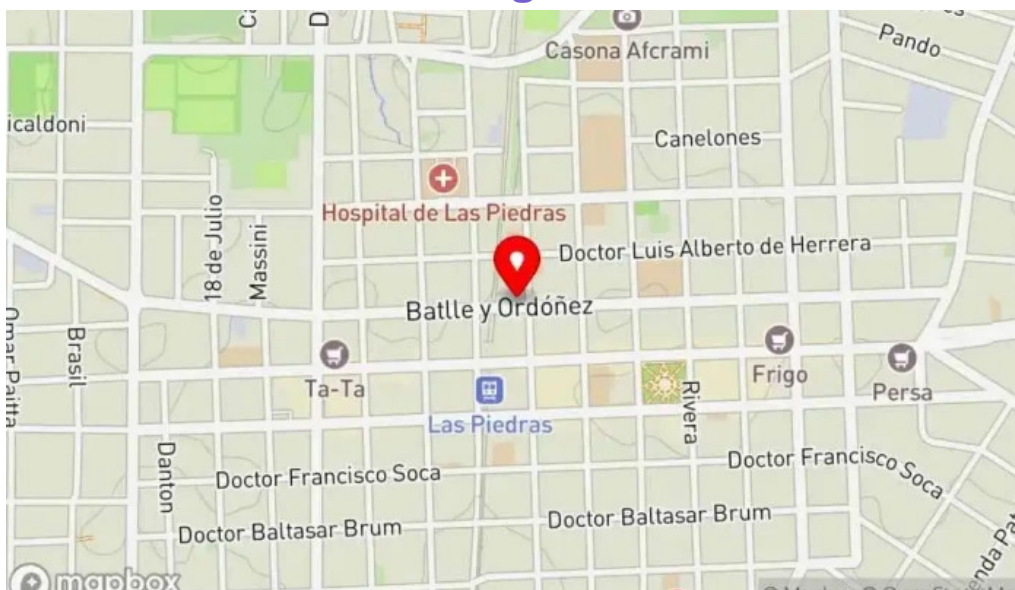 Casona Afcrami
Pando
icaldoni
Canelones
Hospital de Las Piedras
18 de Julio
Massini
Doctor Luis Alberto de Herrera
Batlle y Ordóñez
Omar Paitta
Brasil
Ta-Ta
Frigo
Persa
Las Piedras
Rivera
Danton
Doctor Francisco Soca
Doctor Francisco Soca
Doctor Baltasar Brum
Doctor Baltasar Brum
mapbox